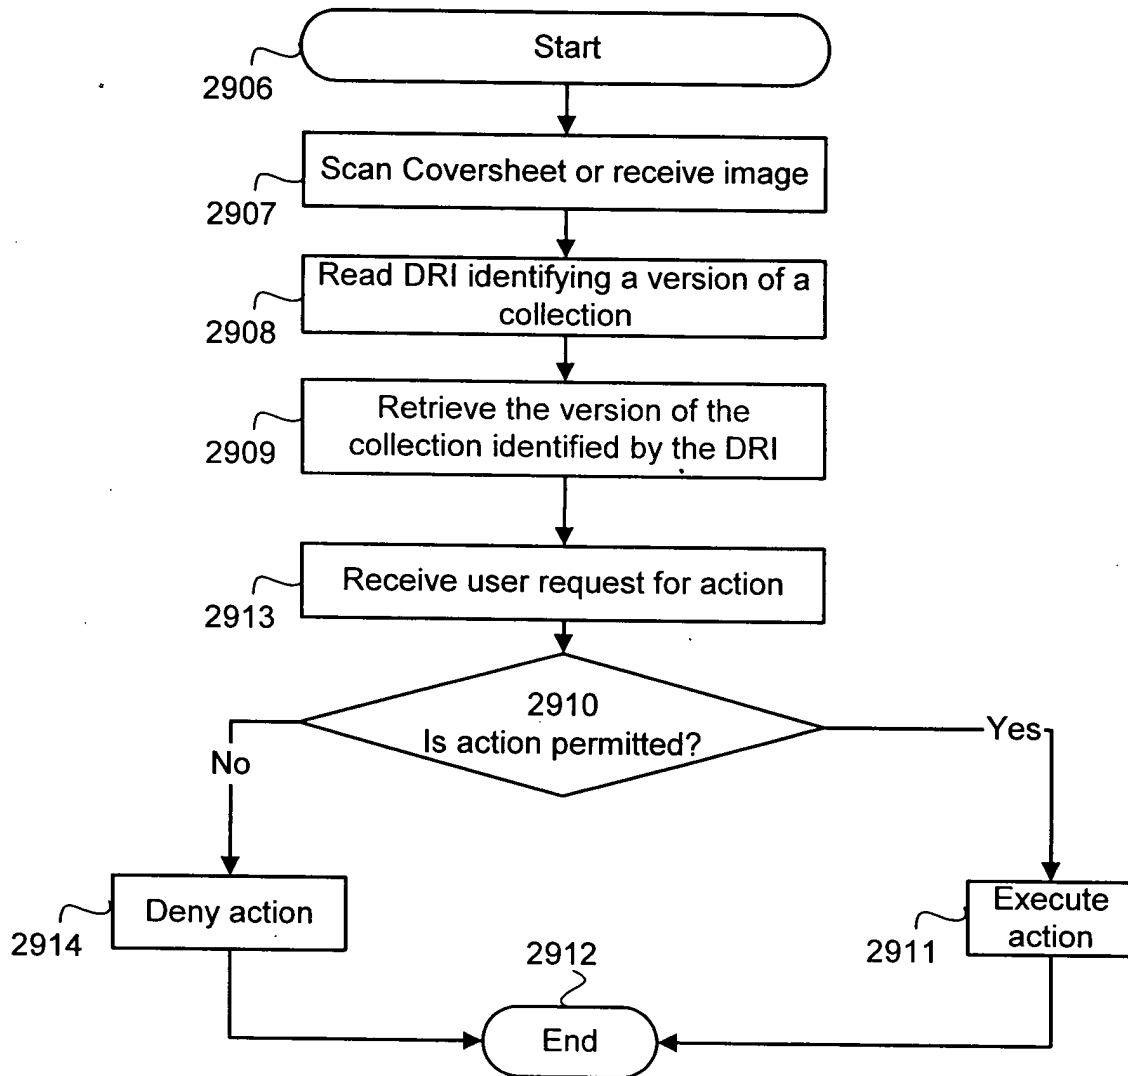 Start
2906
Scan Coversheet or receive image
2907
Read DRI identifying a version of a
collection
2908
Retrieve the version of the
collection identified by the DRI
2909
Receive user request for action
2913
2910
Is action permitted?
No
Yes
Deny action
2914
Execute
action
2911
2912
End